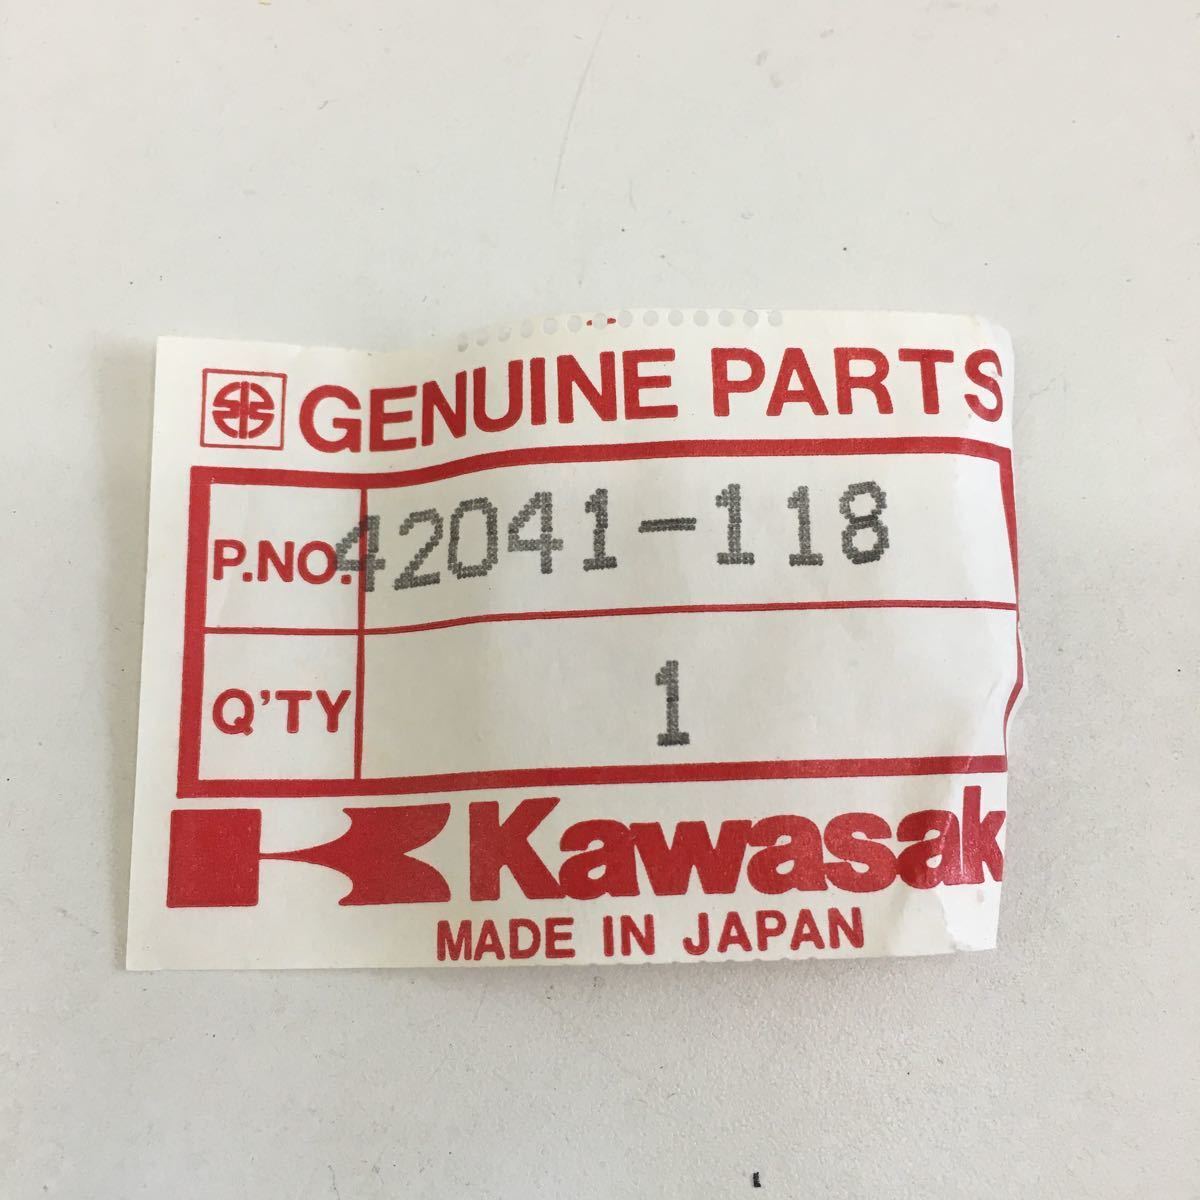 GENUINE PARTS
P.NO. 42041-118
Q'TY 1
Kawasak
MADE IN JAPAN